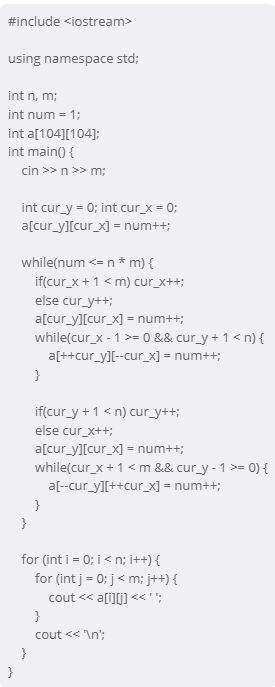 #include <iostream>

using namespace std;

int n, m;
int num = 1;
int a[104][104];
int main() {
    cin >> n >> m;

    int cur_y = 0; int cur_x = 0;
    a[cur_y][cur_x] = num++;

    while(num <= n * m) {
        if(cur_x + 1 < m) cur_x++;
        else cur_y++;
        a[cur_y][cur_x] = num++;
        while(cur_x - 1 >= 0 && cur_y + 1 < n) {
            a[++cur_y][--cur_x] = num++;
        }

        if(cur_y + 1 < n) cur_y++;
        else cur_x++;
        a[cur_y][cur_x] = num++;
        while(cur_x + 1 < m && cur_y - 1 >= 0) {
            a[--cur_y][++cur_x] = num++;
        }
    }

    for (int i = 0; i < n; i++) {
        for (int j = 0; j < m; j++) {
            cout << a[i][j] << ' ';
        }
        cout << '\n';
    }
}